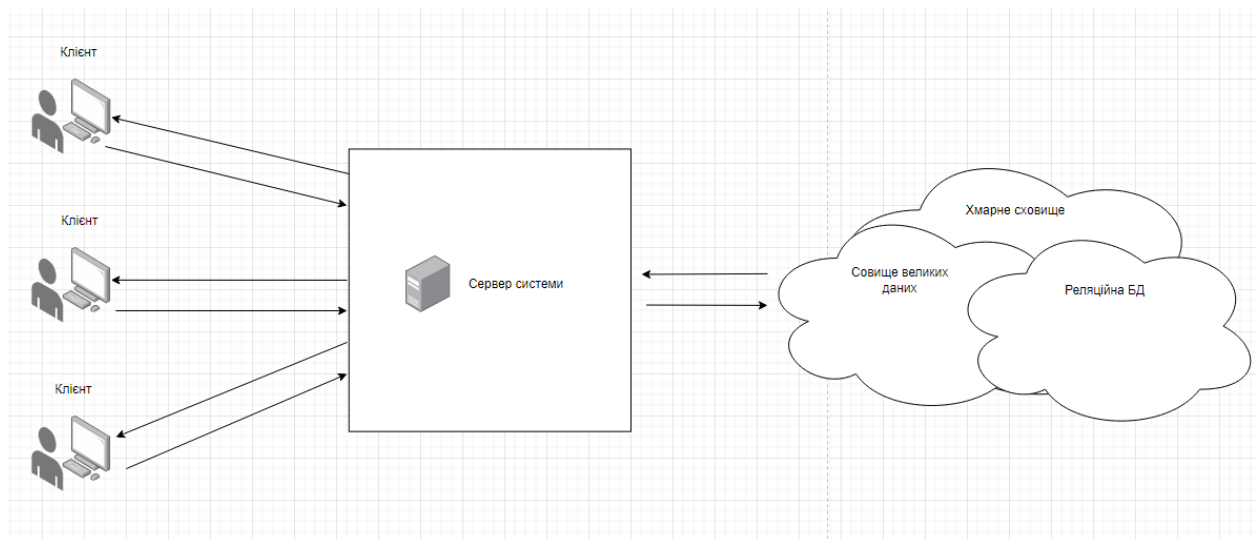 Клієнт
Клієнт
Клієнт
Сервер системи
Хмарне сховище
Совище великих
даних
Реляційна БД